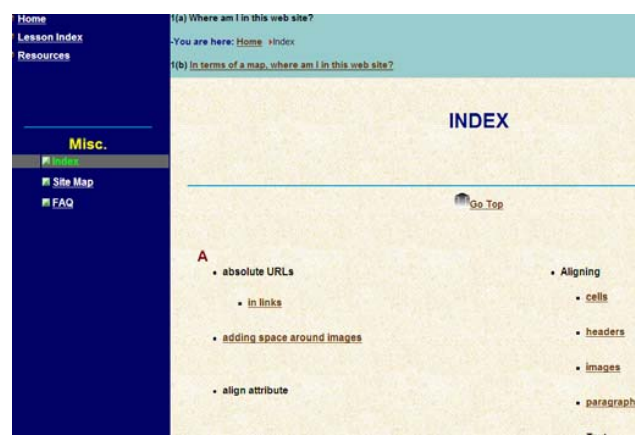 Home
Lesson Index
Resources
Misc.
Index
Site Map
FAQ
1(a) Where am I in this web site?
-You are here: Home Index
1(b) In terms of a map, where am I in this web site?
INDEX
Go Top
A
absolute URLs
in links
adding space around images
align attribute
Aligning
cells
headers
images
paragraph